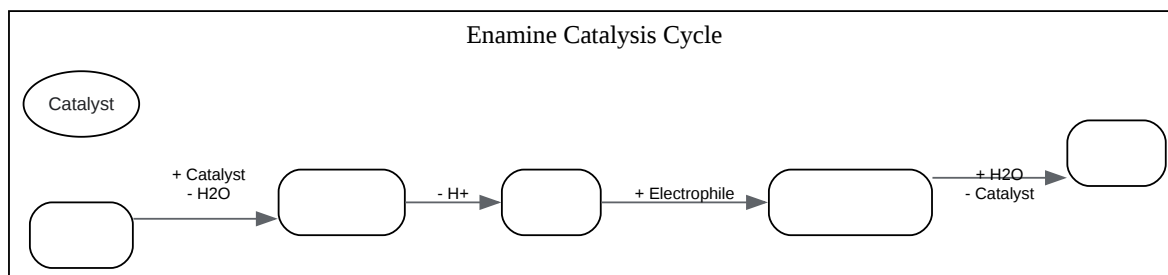 Enamine Catalysis Cycle
Catalyst
+ Catalyst
- H2O
- H+
+ Electrophile
+ H2O
- Catalyst